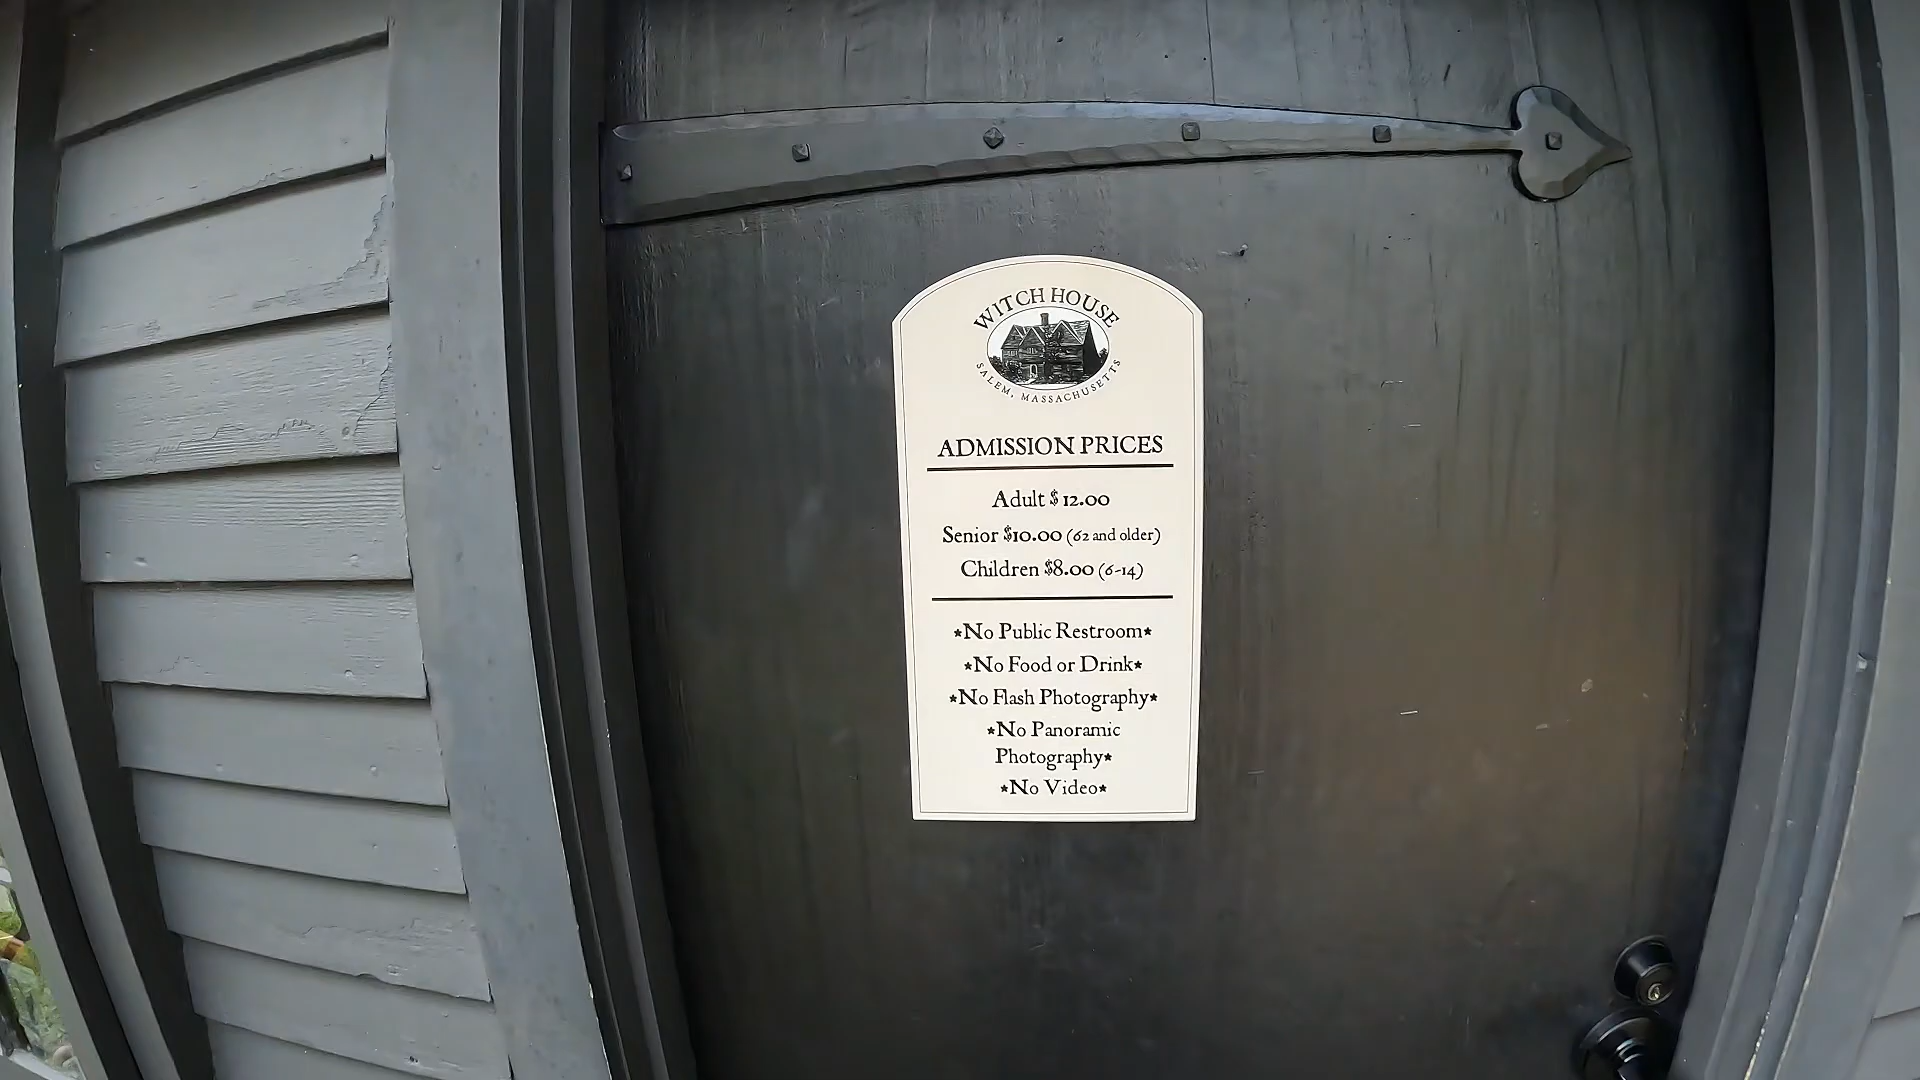 WITCH HOUSE
SALEM, MASSACHUSETTS
ADMISSION PRICES
Adult $12.00
Senior $10.00 (62 and older)
Children $8.00 (6-14)
*No Public Restroom*
*No Food or Drink*
*No Flash Photography*
*No Panoramic
Photography*
*No Video*